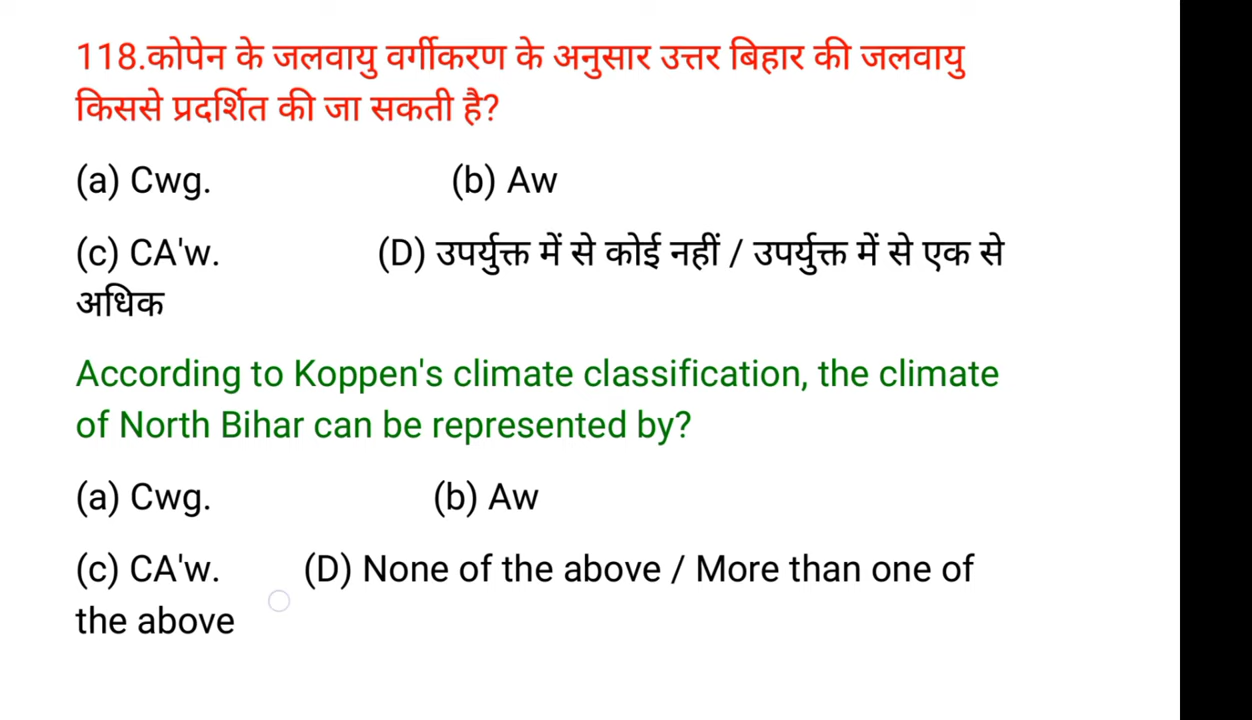 118.कोपेन के जलवायु वर्गीकरण के अनुसार उत्तर बिहार की जलवायु
किससे प्रदर्शित की जा सकती है?
(a) Cwg. (b) Aw
(c) CA'w. (D) उपर्युक्त में से कोई नहीं / उपर्युक्त में से एक से
अधिक
According to Koppen's climate classification, the climate
of North Bihar can be represented by?
(a) Cwg. (b) Aw
(c) CA'w. (D) None of the above / More than one of
the above